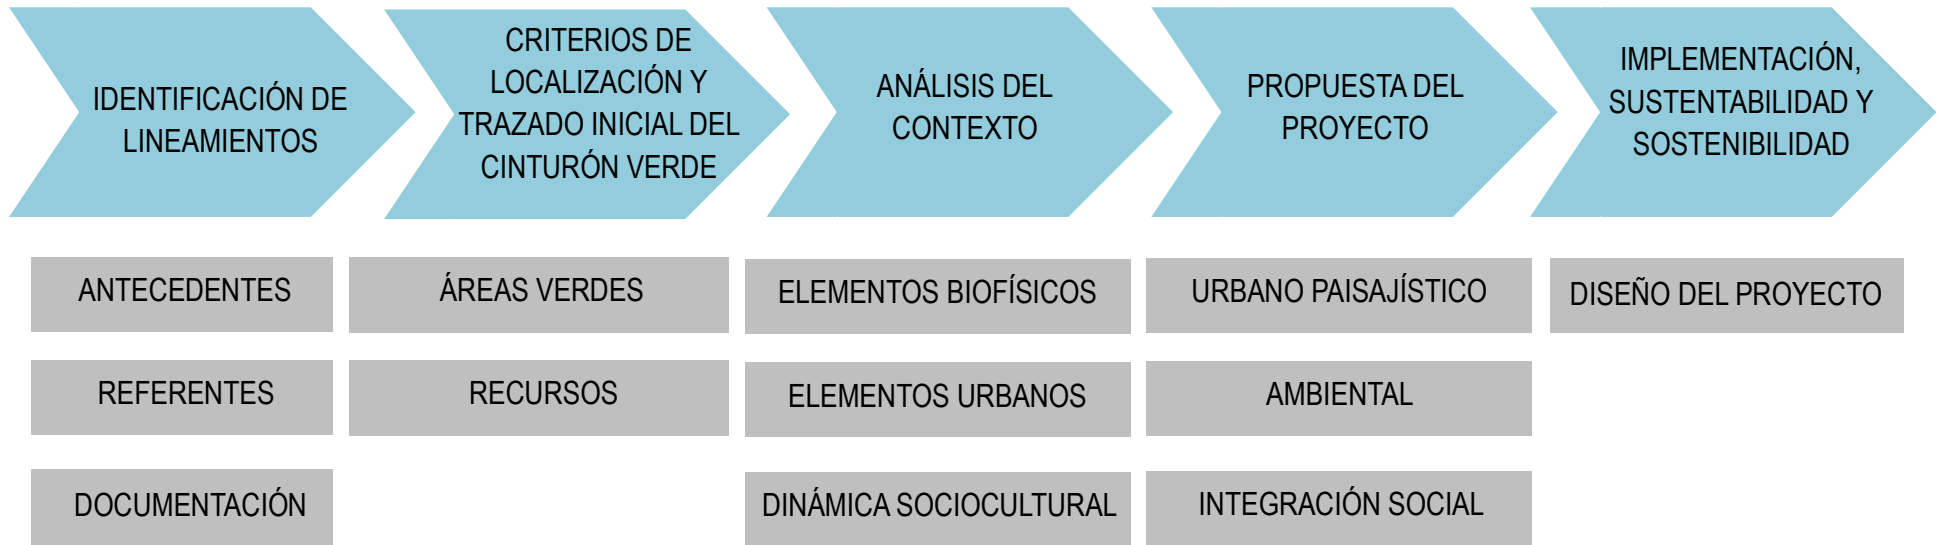 IDENTIFICACIÓN DE
LINEAMIENTOS
CRITERIOS DE
LOCALIZACIÓN Y
TRAZADO INICIAL DEL
CINTURÓN VERDE
ANÁLISIS DEL
CONTEXTO
PROPUESTA DEL
PROYECTO
IMPLEMENTACIÓN,
SUSTENTABILIDAD Y
SOSTENIBILIDAD
ANTECEDENTES
REFERENTES
DOCUMENTACIÓN
ÁREAS VERDES
RECURSOS
ELEMENTOS BIOFÍSICOS
ELEMENTOS URBANOS
DINÁMICA SOCIOCULTURAL
URBANO PAISAJÍSTICO
AMBIENTAL
INTEGRACIÓN SOCIAL
DISEÑO DEL PROYECTO